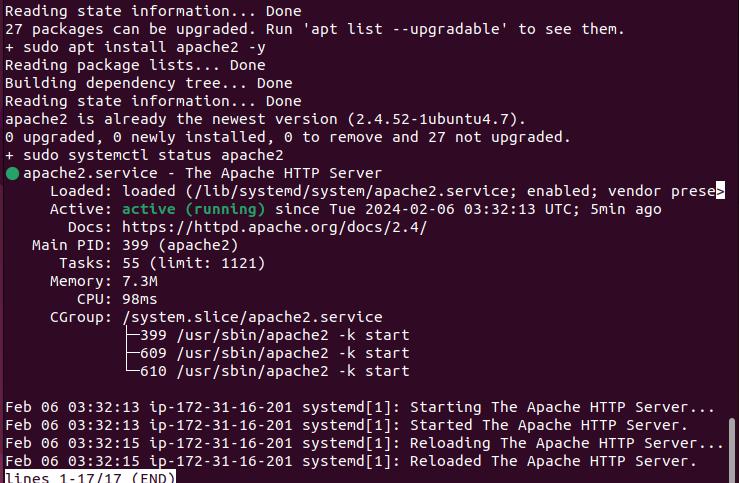 Reading state information... Done
27 packages can be upgraded. Run 'apt list --upgradable' to see them.
+ sudo apt install apache2 -y
Reading package lists... Done
Building dependency tree... Done
Reading state information... Done
apache2 is already the newest version (2.4.52-1ubuntu4.7).
0 upgraded, 0 newly installed, 0 to remove and 27 not upgraded.
+ sudo systemctl status apache2
● apache2.service - The Apache HTTP Server
     Loaded: loaded (/lib/systemd/system/apache2.service; enabled; vendor prese>
     Active: active (running) since Tue 2024-02-06 03:32:13 UTC; 5min ago
       Docs: https://httpd.apache.org/docs/2.4/
   Main PID: 399 (apache2)
      Tasks: 55 (limit: 1121)
     Memory: 7.3M
        CPU: 98ms
     CGroup: /system.slice/apache2.service
             ├─399 /usr/sbin/apache2 -k start
             ├─609 /usr/sbin/apache2 -k start
             └─610 /usr/sbin/apache2 -k start
Feb 06 03:32:13 ip-172-31-16-201 systemd[1]: Starting The Apache HTTP Server...
Feb 06 03:32:13 ip-172-31-16-201 systemd[1]: Started The Apache HTTP Server.
Feb 06 03:32:15 ip-172-31-16-201 systemd[1]: Reloading The Apache HTTP Server...
Feb 06 03:32:15 ip-172-31-16-201 systemd[1]: Reloaded The Apache HTTP Server.
lines 1-17/17 (END)